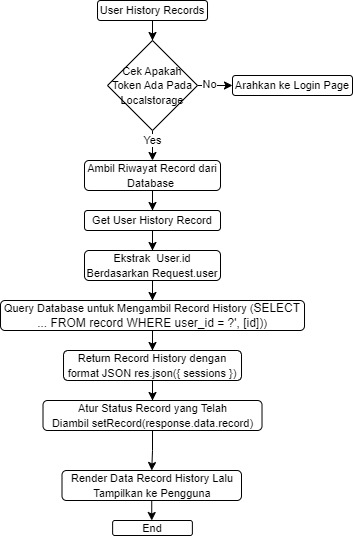 User History Records
Cek Apakah
Token Ada Pada
Localstorage
No
Arahkan ke Login Page
Yes
Ambil Riwayat Record dari
Database
Get User History Record
Ekstrak User.id
Berdasarkan Request.user
Query Database untuk Mengambil Record History (SELECT
... FROM record WHERE user_id = ?', [id]))
Return Record History dengan
format JSON res.json({ sessions })
Atur Status Record yang Telah
Diambil setRecord(response.data.record)
Render Data Record History Lalu
Tampilkan ke Pengguna
End